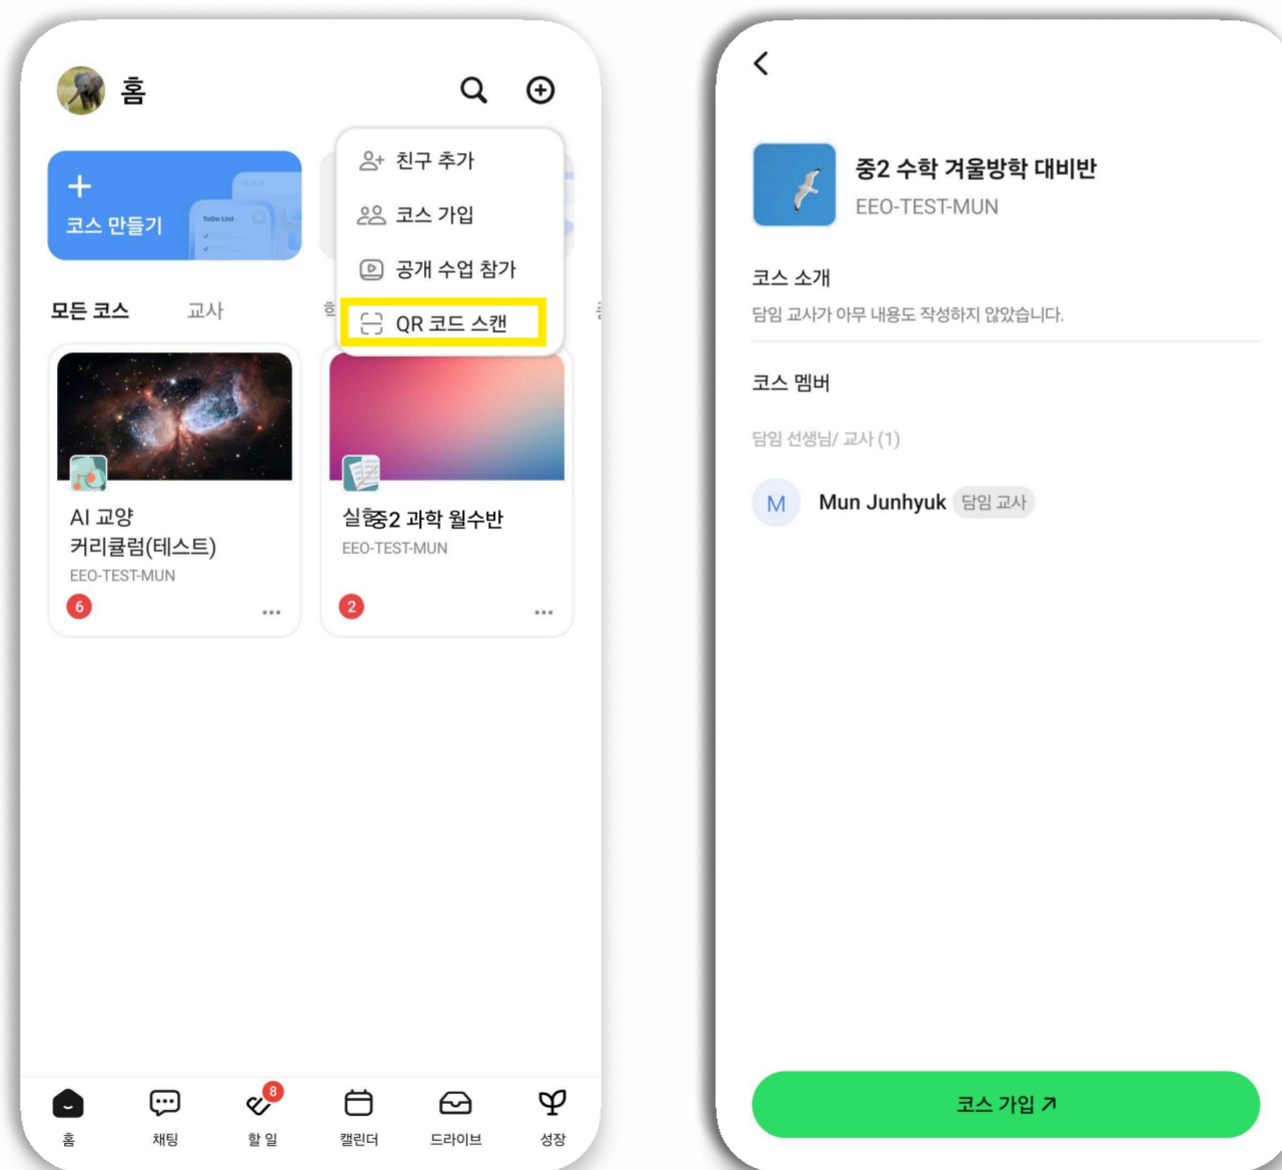 홈
친구 추가
코스 가입
공개 수업 참가
QR 코드 스캔
코스 만들기
ToDo List
모든 코스
교사
AI 교양
커리큘럼(테스트)
EEO-TEST-MUN
6
중2 과학 월수반
EEO-TEST-MUN
2
홈
채팅
8
할 일
캘린더
드라이브
성장
중2 수학 겨울방학 대비반
EEO-TEST-MUN
코스 소개
담임 교사가 아무 내용도 작성하지 않았습니다.
코스 멤버
담임 선생님/ 교사 (1)
M
Mun Junhyuk 담임 교사
코스 가입